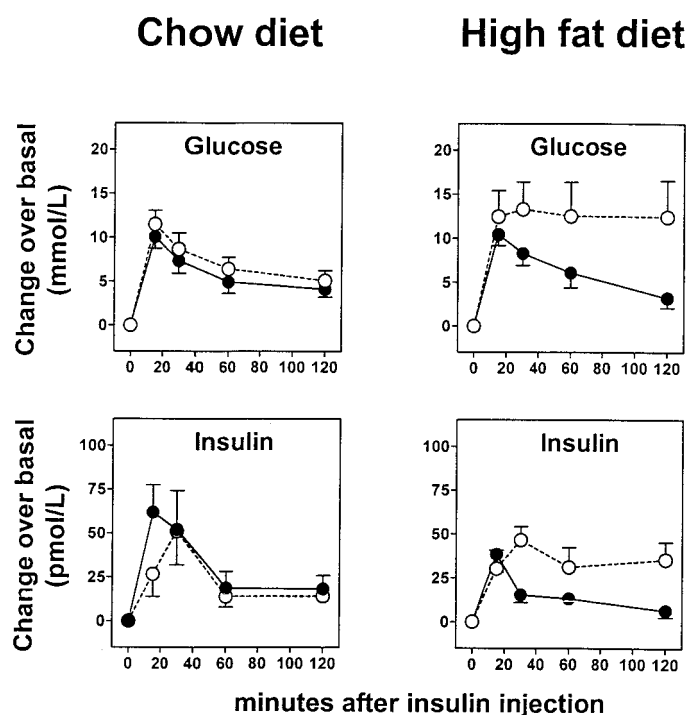 Chow diet
High fat diet
Change over basal
(mmol/L)
Glucose
20
15
10
5
0
0 20 40 60 80 100 120
Glucose
20
15
10
5
0
0 20 40 60 80 100 120
Change over basal
(pmol/L)
Insulin
100
75
50
25
0
0 20 40 60 80 100 120
Insulin
100
75
50
25
0
0 20 40 60 80 100 120
minutes after insulin injection